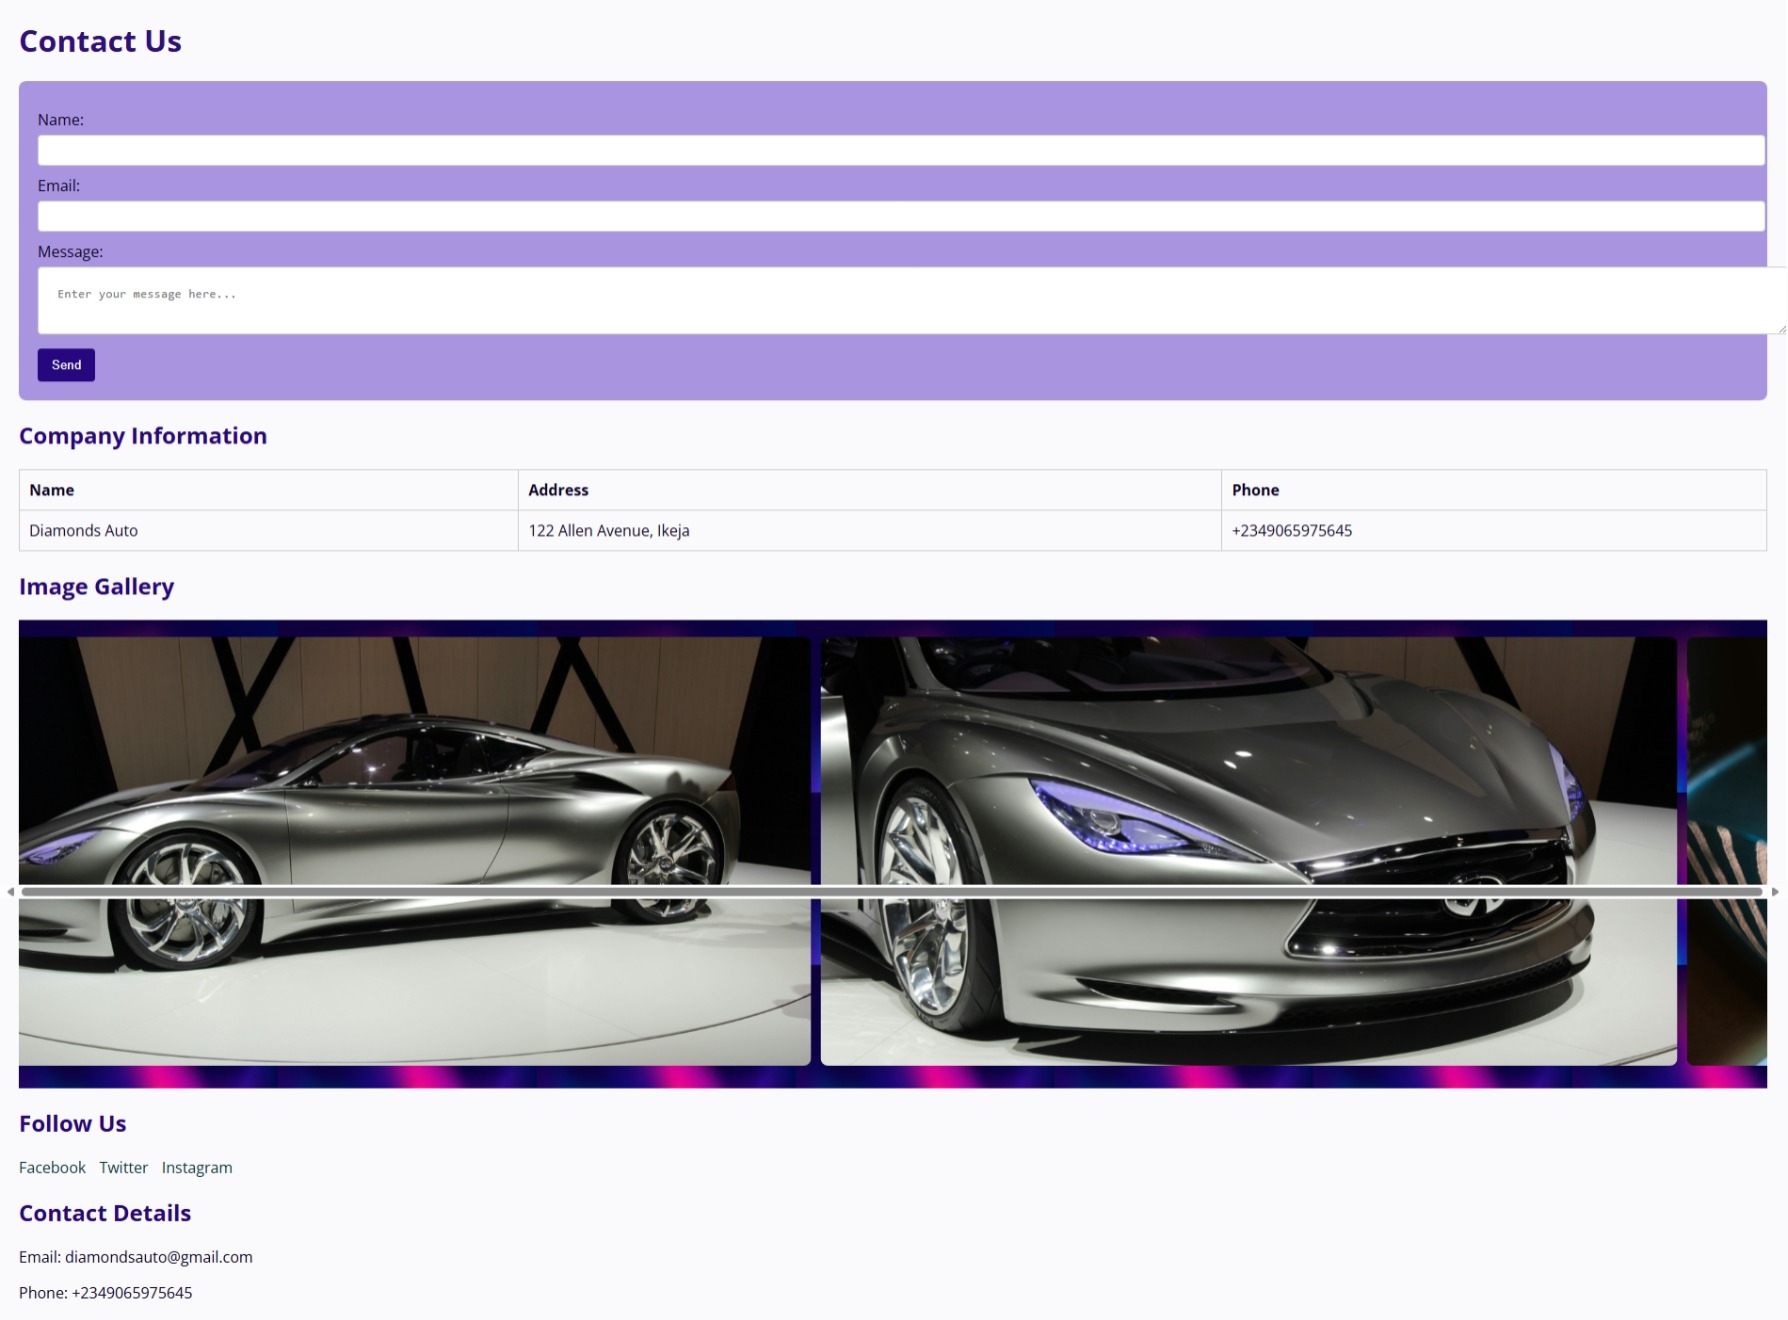 Contact Us
Name:
Email:
Message:
Enter your message here...
Send
Company Information
Name Address Phone
Diamonds Auto 122 Allen Avenue, Ikeja +2349065975645
Image Gallery
Follow Us
Facebook Twitter Instagram
Contact Details
Email: diamondsauto@gmail.com
Phone: +2349065975645